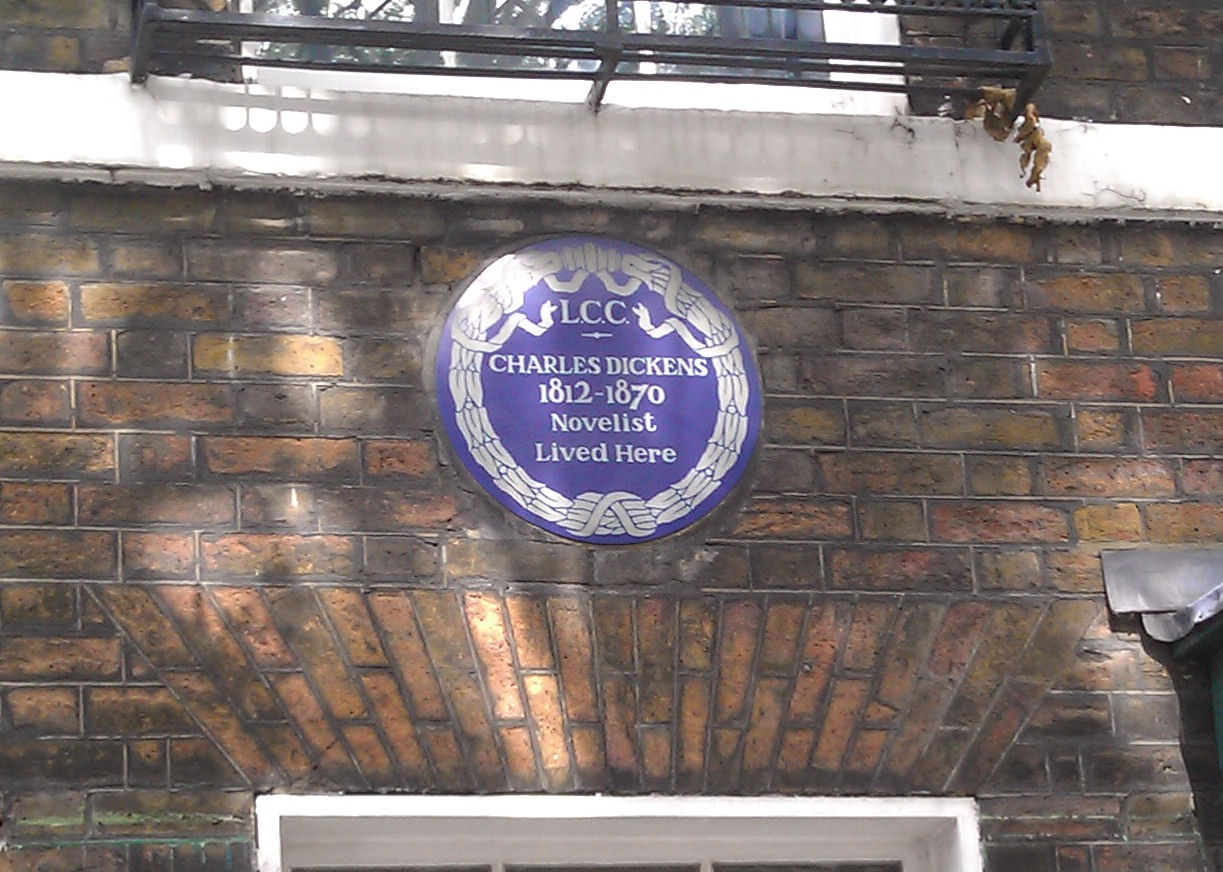 L.C.C.
CHARLES DICKENS
1812-1870
Novelist
Lived Here